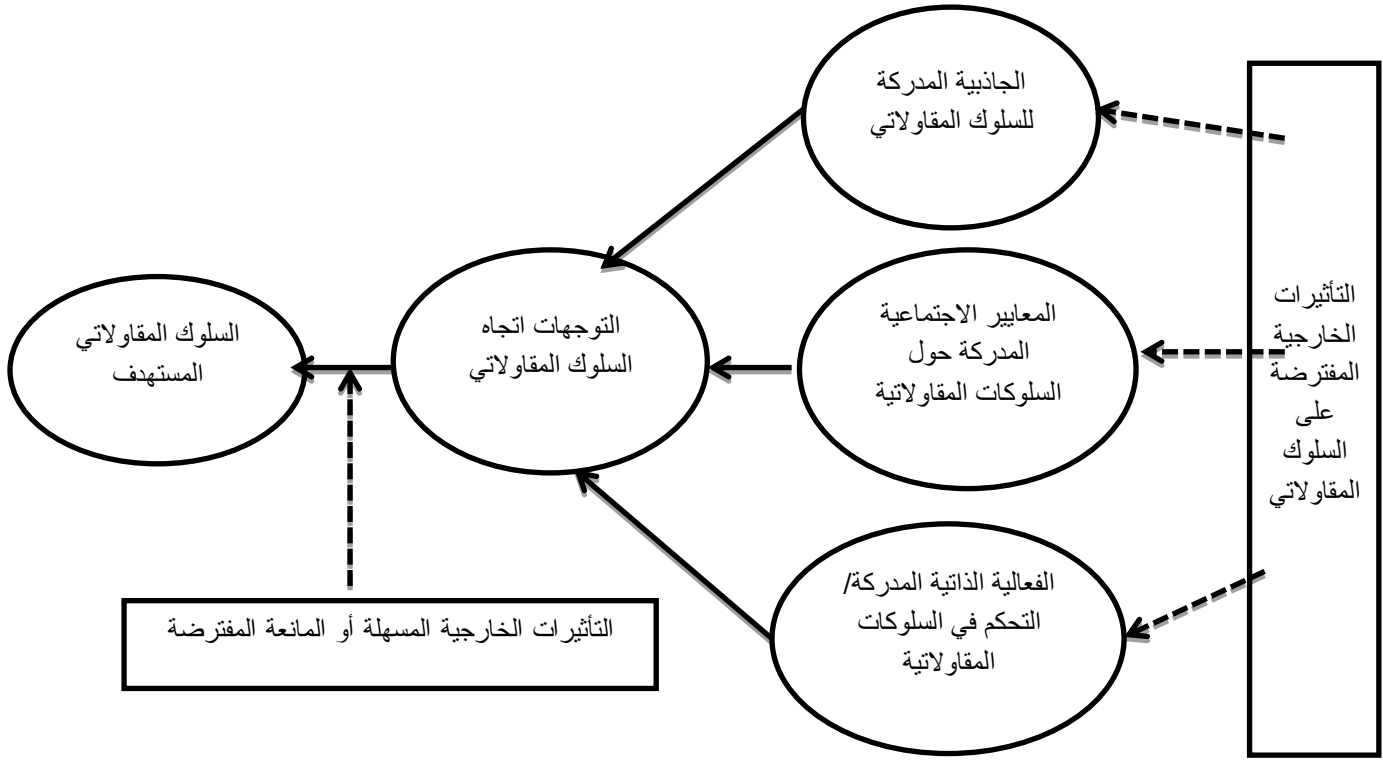 الجاذبية المدركة
للسلوك المقاولاتي
التأثيرات
الخارجية
المفترضة
على
السلوك
المقاولاتي
المعايير الاجتماعية
المدركة حول
السلوكات المقاولاتية
التوجهات اتجاه
السلوك المقاولاتي
السلوك المقاولاتي
المستهدف
الفعالية الذاتية المدركة/
التحكم في السلوكات
المقاولاتية
التأثيرات الخارجية المسهلة أو المانعة المفترضة